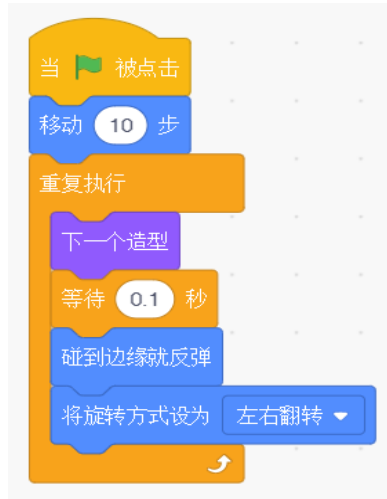 当 被点击
移动 10 步
重复执行
下一个造型
等待 0.1 秒
碰到边缘就反弹
将旋转方式设为 左右翻转